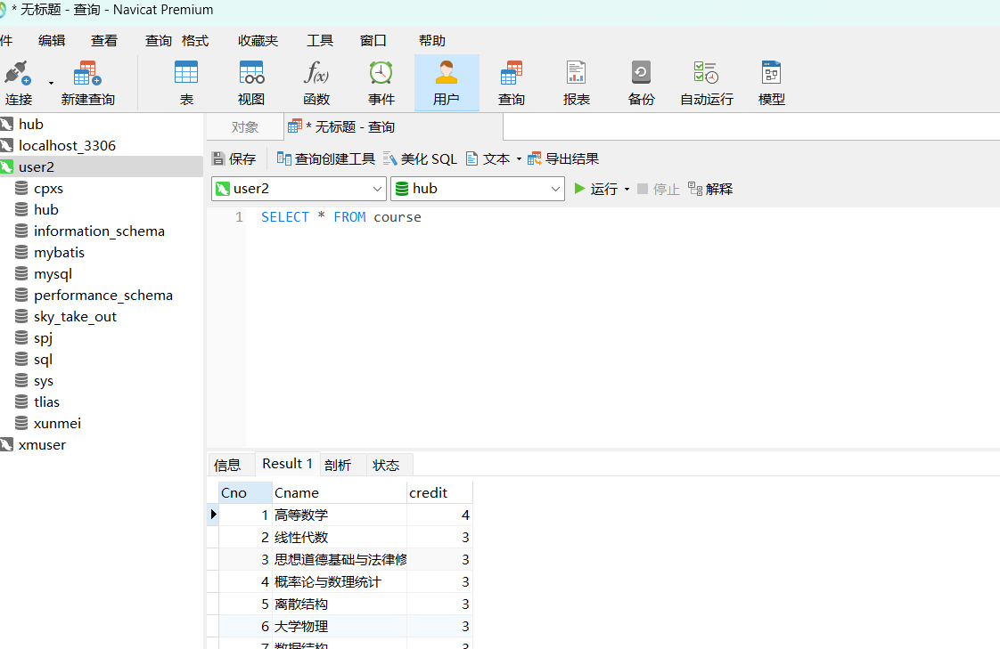 * 无标题 - 查询 - Navicat Premium
件 编辑 查看 查询 格式 收藏夹 工具 窗口 帮助
连接 新建查询 表 视图 函数 事件 用户 查询 报表 备份 自动运行 模型
hub
localhost_3306
user2
cpxs
hub
information_schema
mybatis
mysql
performance_schema
sky_take_out
spj
sql
sys
tlias
xunmei
xmuser
对象 * 无标题 - 查询
保存 查询创建工具 美化 SQL 文本 导出结果
user2 hub 运行 停止 解释
1 SELECT * FROM course
信息 Result 1 剖析 状态
Cno Cname credit
1 高等数学 4
2 线性代数 3
3 思想道德基础与法律修 3
4 概率论与数理统计 3
5 离散结构 3
6 大学物理 3
7 数据结构 3